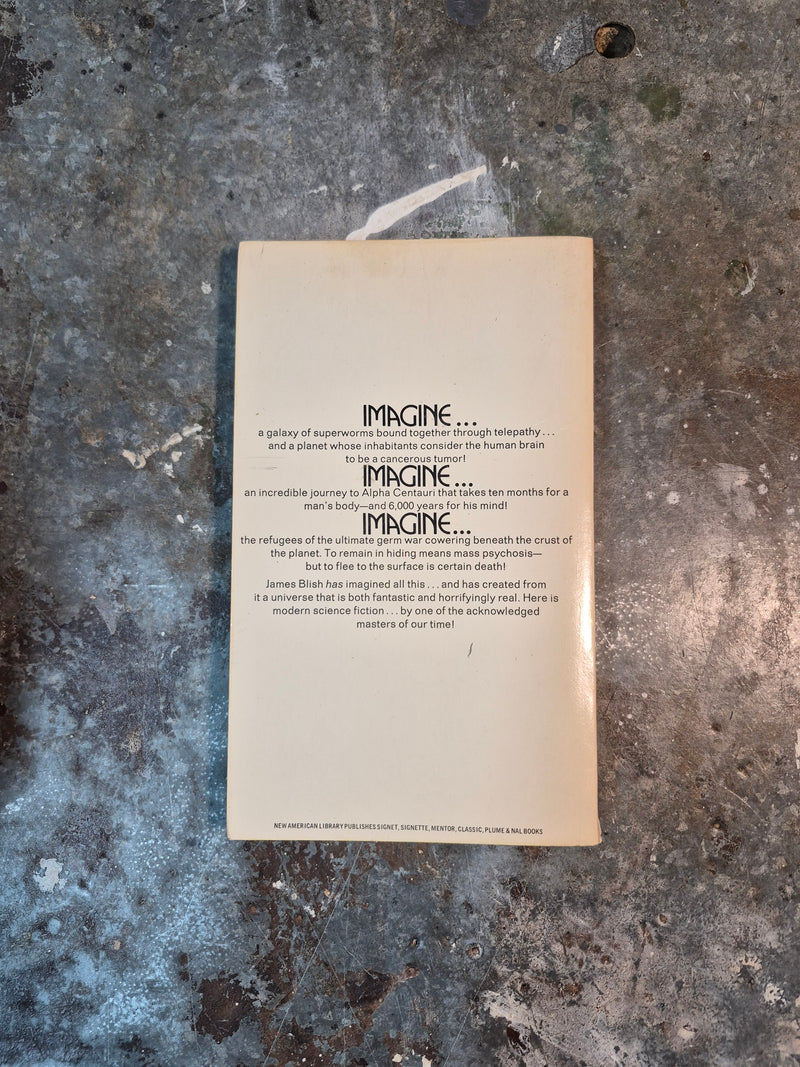 IMAGINE...
a galaxy of superworms bound together through telepathy...
and a planet whose inhabitants consider the human brain
to be a cancerous tumor!
IMAGINE...
an incredible journey to Alpha Centauri that takes ten months for a
man's body—and 6,000 years for his mind!
IMAGINE...
the refugees of the ultimate germ war cowering beneath the crust of
the planet. To remain in hiding means mass psychosis—
but to flee to the surface is certain death!
James Blish has imagined all this...and has created from
it a universe that is both fantastic and horrifyingly real. Here is
modern science fiction...by one of the acknowledged
masters of our time!
NEW AMERICAN LIBRARY PUBLISHES SIGNET, SIGNETTE, MENTOR, CLASSIC, PLUME & NAL BOOKS